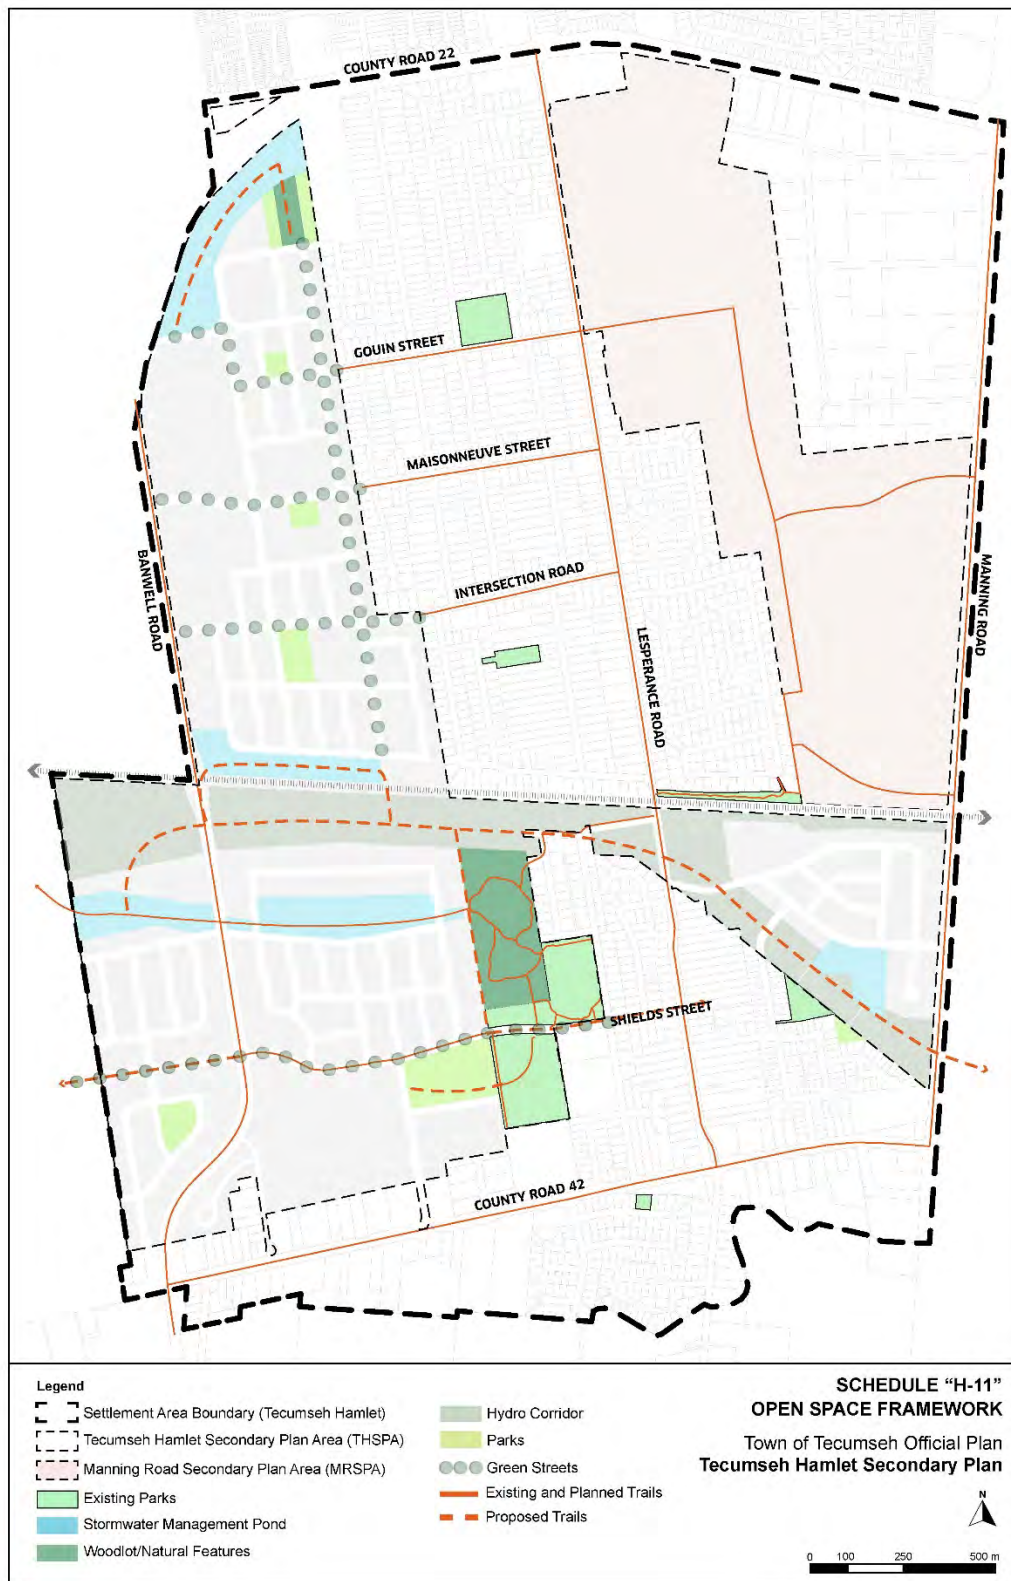 COUNTY ROAD 22
GOUIN STREET
MAISONNEUVE STREET
BANWELL ROAD
INTERSECTION ROAD
LESPERANCE ROAD
MANNING ROAD
SHIELDS STREET
COUNTY ROAD 42
Legend
Settlement Area Boundary (Tecumseh Hamlet)
Tecumseh Hamlet Secondary Plan Area (THSPA)
Manning Road Secondary Plan Area (MRSPA)
Existing Parks
Stormwater Management Pond
Woodlot/Natural Features
Hydro Corridor
Parks
Green Streets
Existing and Planned Trails
Proposed Trails
SCHEDULE “H-11”
OPEN SPACE FRAMEWORK
Town of Tecumseh Official Plan
Tecumseh Hamlet Secondary Plan
N
0 100 250 500 m